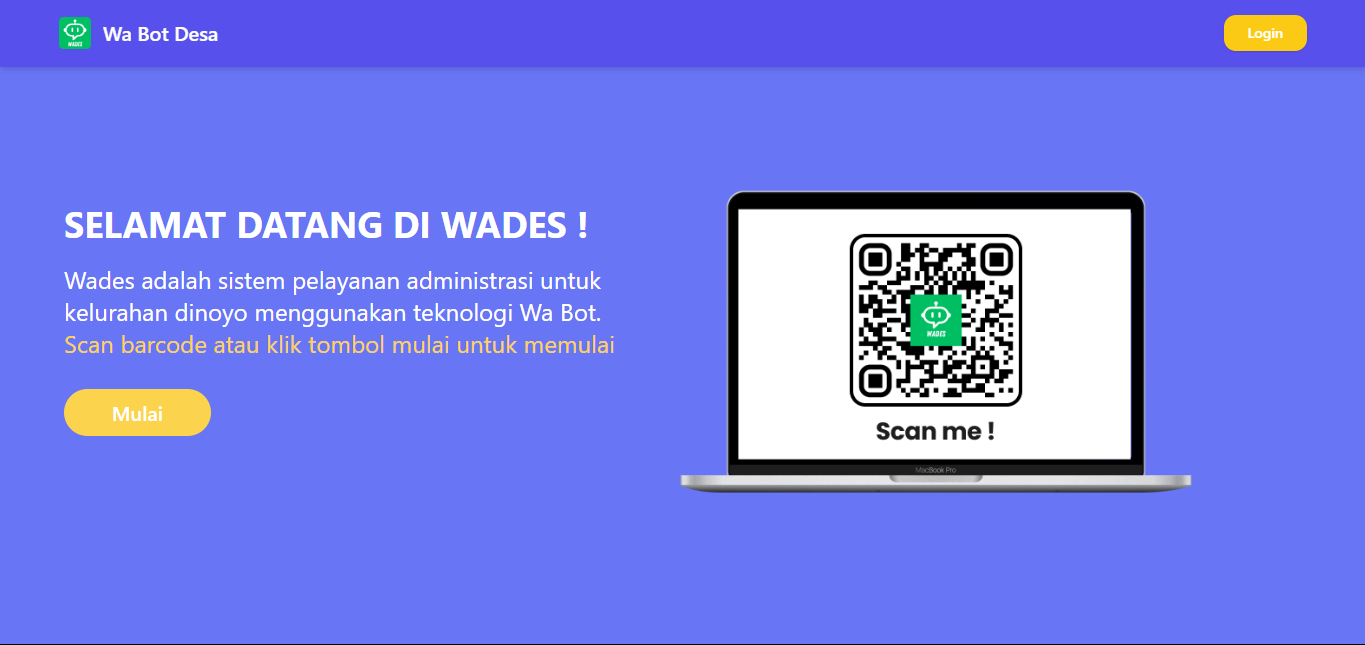 WADES
Wa Bot Desa
Login
SELAMAT DATANG DI WADES !
Wades adalah sistem pelayanan administrasi untuk
kelurahan dinoyo menggunakan teknologi Wa Bot.
Scan barcode atau klik tombol mulai untuk memulai
Mulai
WADES
Scan me !
MacBook Pro